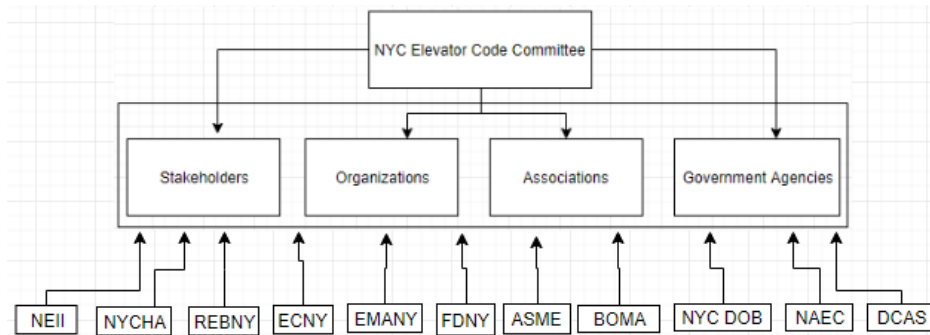 NYC Elevator Code Committee
Stakeholders
Organizations
Associations
Government Agencies
NEII
NYCHA
REBNY
ECNY
EMANY
FDNY
ASME
BOMA
NYC DOB
NAEC
DCAS